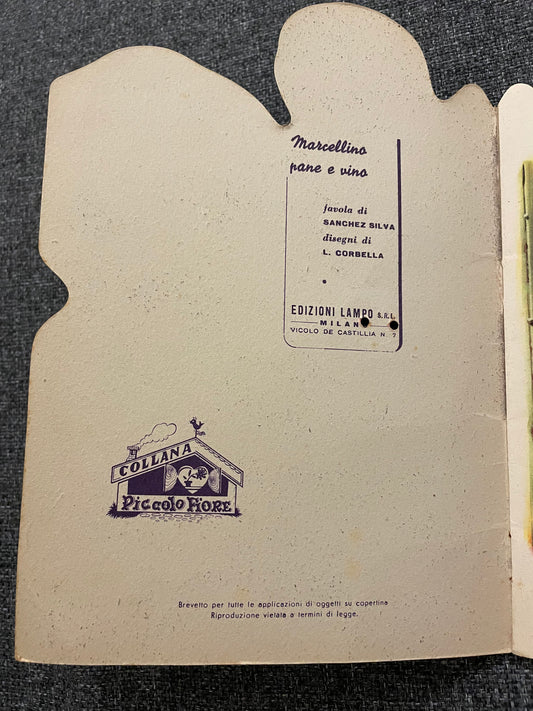 Marcellino
pane e vino
favola di
SANCHEZ SILVA
disegni di
L. CORBELLA
EDIZIONI LAMPO S.R.L.
MILANO
VICOLO DE CASTILLIA N. 7
COLLANA
Piccolo Fiore
Brevetto per tutte le applicazioni di oggetti su copertina
Riproduzione vietata a termini di legge.